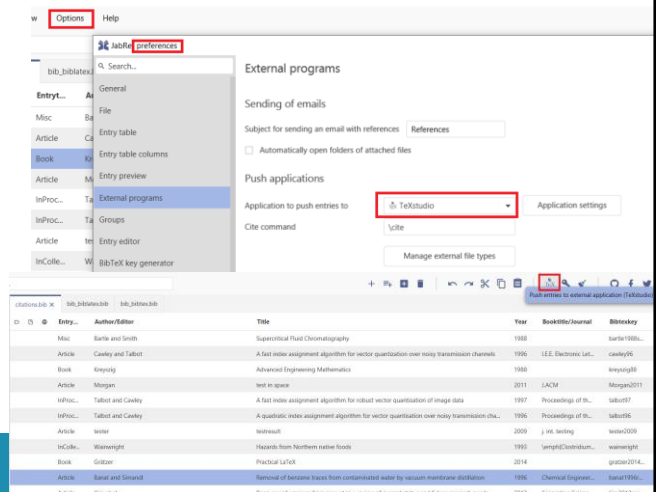 w Options Help
JabRe preferences
bib_biblatex.b
Search...
External programs
Entryt... Au
General
Sending of emails
Misc Ba
File
Subject for sending an email with references References
Article Ca
Entry table
Automatically open folders of attached files
Book Kr
Entry table columns
Article M
Entry preview
Push applications
InProc... Ta
External programs
Application to push entries to TeXstudio Application settings
InProc... Ta
Groups
Cite command \cite
Article te
Entry editor
Manage external file types
InColle... W
BibTeX key generator
citations.bib × bib_biblatex.bib bib_bibtex.bib
Push entries to external application (TeXstudio)
Entry... Author/Editor Title Year Booktitle/Journal Bibtexkey
Misc Bartle and Smith Supercritical Fluid Chromatography 1988 bartle1988s...
Article Cawley and Talbot A fast index assignment algorithm for vector quantization over noisy transmission channels 1996 I.E.E. Electronic Let... cawley96
Book Kreyszig Advanced Engineering Mathematics 1988 kreyszig88
Article Morgan test in space 2011 J.ACM Morgan2011
InProc... Talbot and Cawley A fast index assignment algorithm for robust vector quantisation of image data 1997 Proceedings of th... talbot97
InProc... Talbot and Cawley A quadratic index assignment algorithm for vector quantisation over noisy transmission cha... 1996 Proceedings of th... talbot96
Article tester testresult 2009 j. int. testing tester2009
InColle... Wainwright Hazards from Northern native foods 1993 \emph{Clostridium... wainwright
Book Grätzer Practical LaTeX 2014 gratzer2014...
Article Banat and Simandl Removal of benzene traces from contaminated water by vacuum membrane distillation 1996 Chemical Engineer... banat1996r...